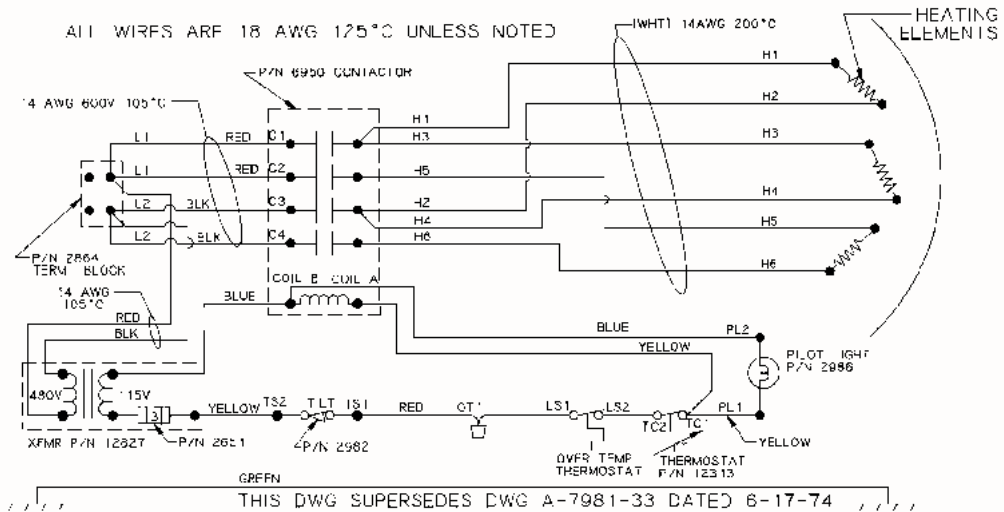 ALL WIRES ARE 18 AWG 125°C UNLESS NOTED
(WHT) 14AWG 200°C
HEATING
ELEMENTS
P/N 6950 CONTACTOR
14 AWG 600V 105°C
H1
H2
H3
H4
H5
H6
L1 RED C1
L1 RED C2
L2 BLK C3
L2 BLK C4
H1
H3
H5
H2
H4
H6
P/N 2864
TERM BLOCK
COIL B COIL A
14 AWG
105°C
BLUE
RED
BLK
BLUE
YELLOW
PL2
PILOT LIGHT
P/N 2986
480V 115V
3
YELLOW
TS2
TLT
TS1
RED
LS1
LS2
TC2
TC1
PL1
XFMR P/N 12827
P/N 2651
P/N 2982
OVER TEMP
THERMOSTAT
THERMOSTAT
P/N 12313
YELLOW
GREEN
THIS DWG SUPERSEDES DWG A-7981-33 DATED 6-17-74